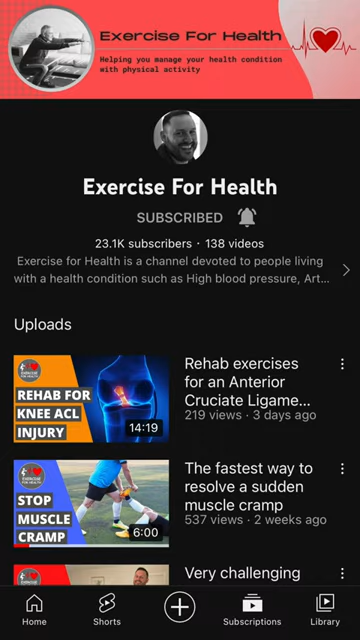 Exercise For Health
Helping you manage your health condition
with physical activity
Exercise For Health
SUBSCRIBED
23.1K subscribers · 138 videos
Exercise for Health is a channel devoted to people living
with a health condition such as High blood pressure, Art...
Uploads
REHAB FOR
KNEE ACL
INJURY
14:19
Rehab exercises
for an Anterior
Cruciate Ligame...
219 views · 3 days ago
STOP
MUSCLE
CRAMP
6:00
The fastest way to
resolve a sudden
muscle cramp
537 views · 2 weeks ago
Very challenging
Home
Shorts
Subscriptions
Library